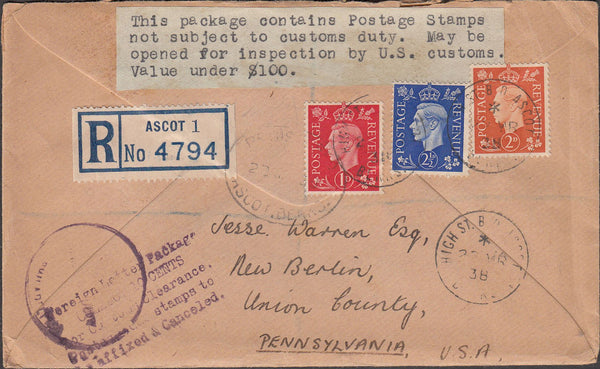 This package contains Postage Stamps
not subject to customs duty. May be
opened for inspection by U.S. customs.
Value under $100.
R
ASCOT 1
No 4794
POSTAGE REVENUE
1D
POSTAGE REVENUE
2½D
POSTAGE REVENUE
2D
ASCOT. BERKS.
Jesse Warren Esq,
New Berlin,
Union County,
PENNSYLVANIA,
U.S.A.
HIGH ST. B.O.
38
Foreign Letter Package
CENTS
Clearance.
stamps to
affixed & Canceled.